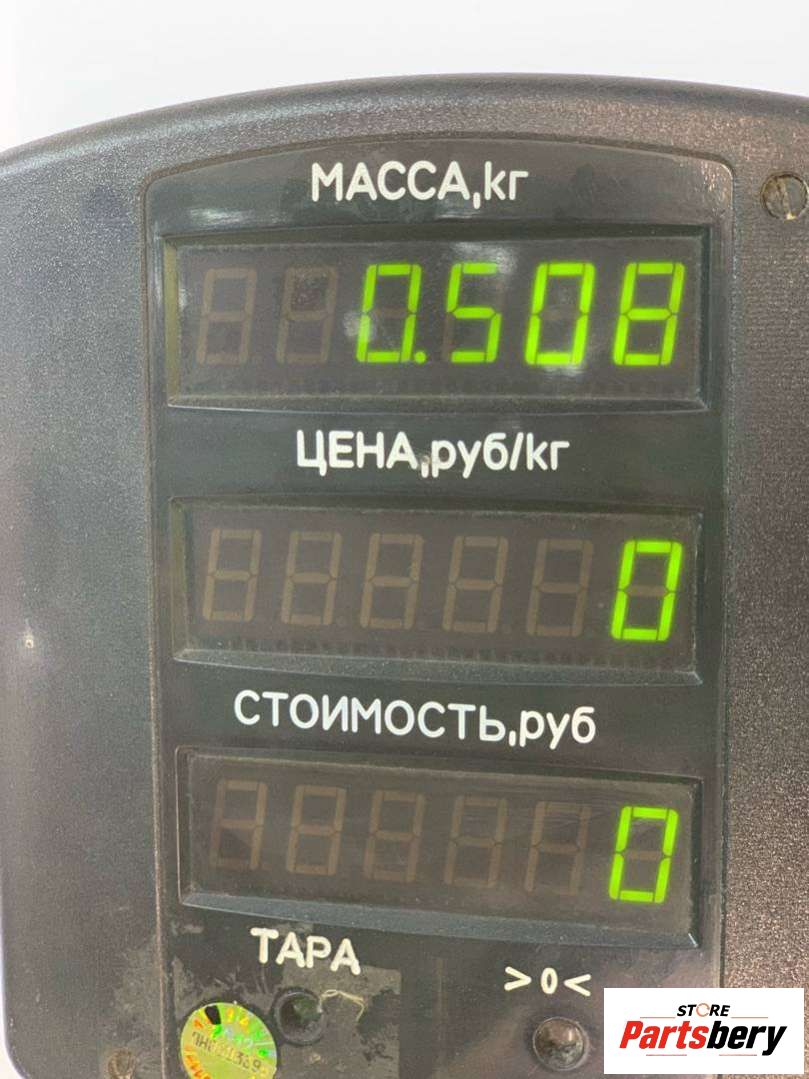 МАССА,кг
0.508
ЦЕНА,руб/кг
0
СТОИМОСТЬ,руб
0
ТАРА
>0<
STORE
Partsbery